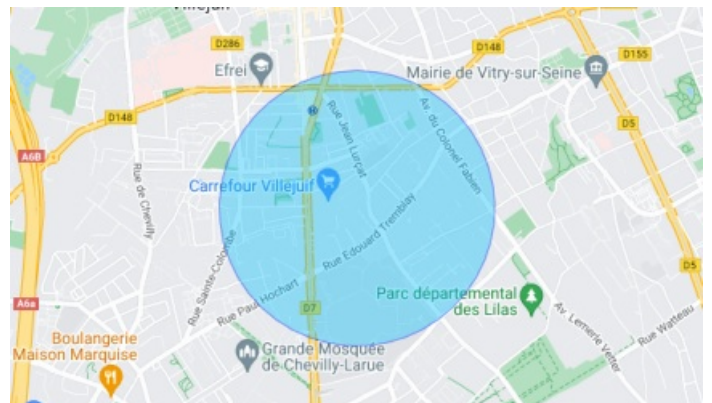 Villejuif
D286
D148
D155
Efrei
Mairie de Vitry-sur-Seine
D148
D5
A6B
Rue de Chevilly
Rue Jean Lurçat
Av. du Colonel Fabien
Carrefour Villejuif
Rue Sainte-Colombe
Rue Edouard Tremblay
D5
A6a
Rue Paul Hochart
D7
Parc départemental
des Lilas
Av. Lemerle Vetter
Rue Watteau
Boulangerie
Maison Marquise
Grande Mosquée
de Chevilly-Larue